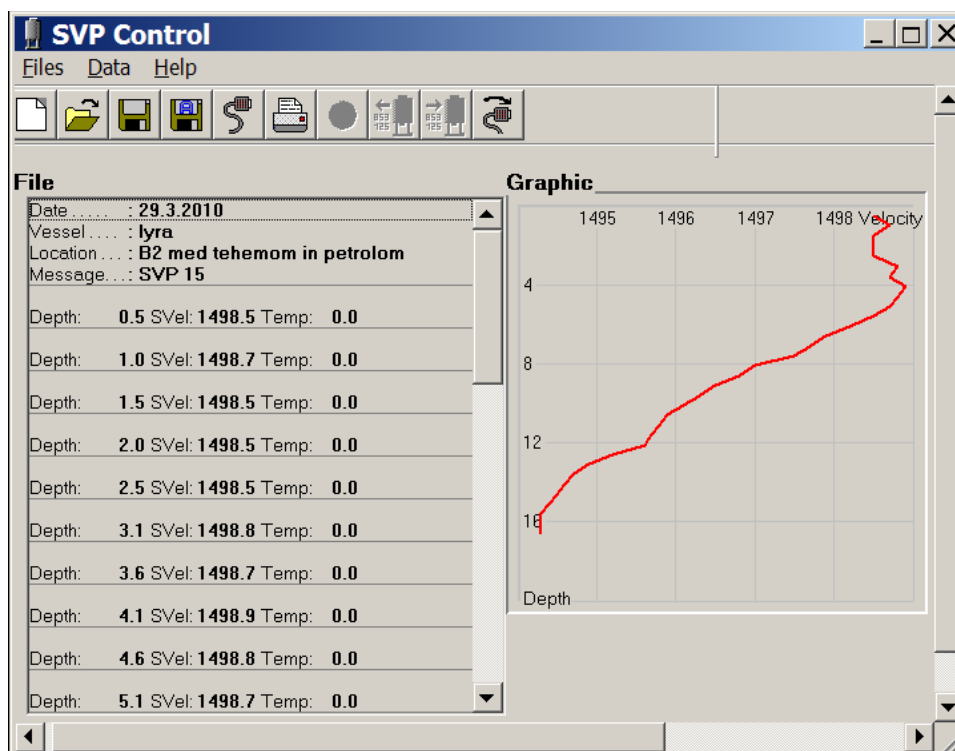 SVP Control
Files Data Help
File
Date ..... : 29.3.2010
Vessel .... : lyra
Location ... : B2 med tehemom in petrolom
Message...: SVP 15
Depth: 0.5 SVel: 1498.5 Temp: 0.0
Depth: 1.0 SVel: 1498.7 Temp: 0.0
Depth: 1.5 SVel: 1498.5 Temp: 0.0
Depth: 2.0 SVel: 1498.5 Temp: 0.0
Depth: 2.5 SVel: 1498.5 Temp: 0.0
Depth: 3.1 SVel: 1498.8 Temp: 0.0
Depth: 3.6 SVel: 1498.7 Temp: 0.0
Depth: 4.1 SVel: 1498.9 Temp: 0.0
Depth: 4.6 SVel: 1498.8 Temp: 0.0
Depth: 5.1 SVel: 1498.7 Temp: 0.0
Graphic
1495 1496 1497 1498 Velocity
4
8
12
16
Depth